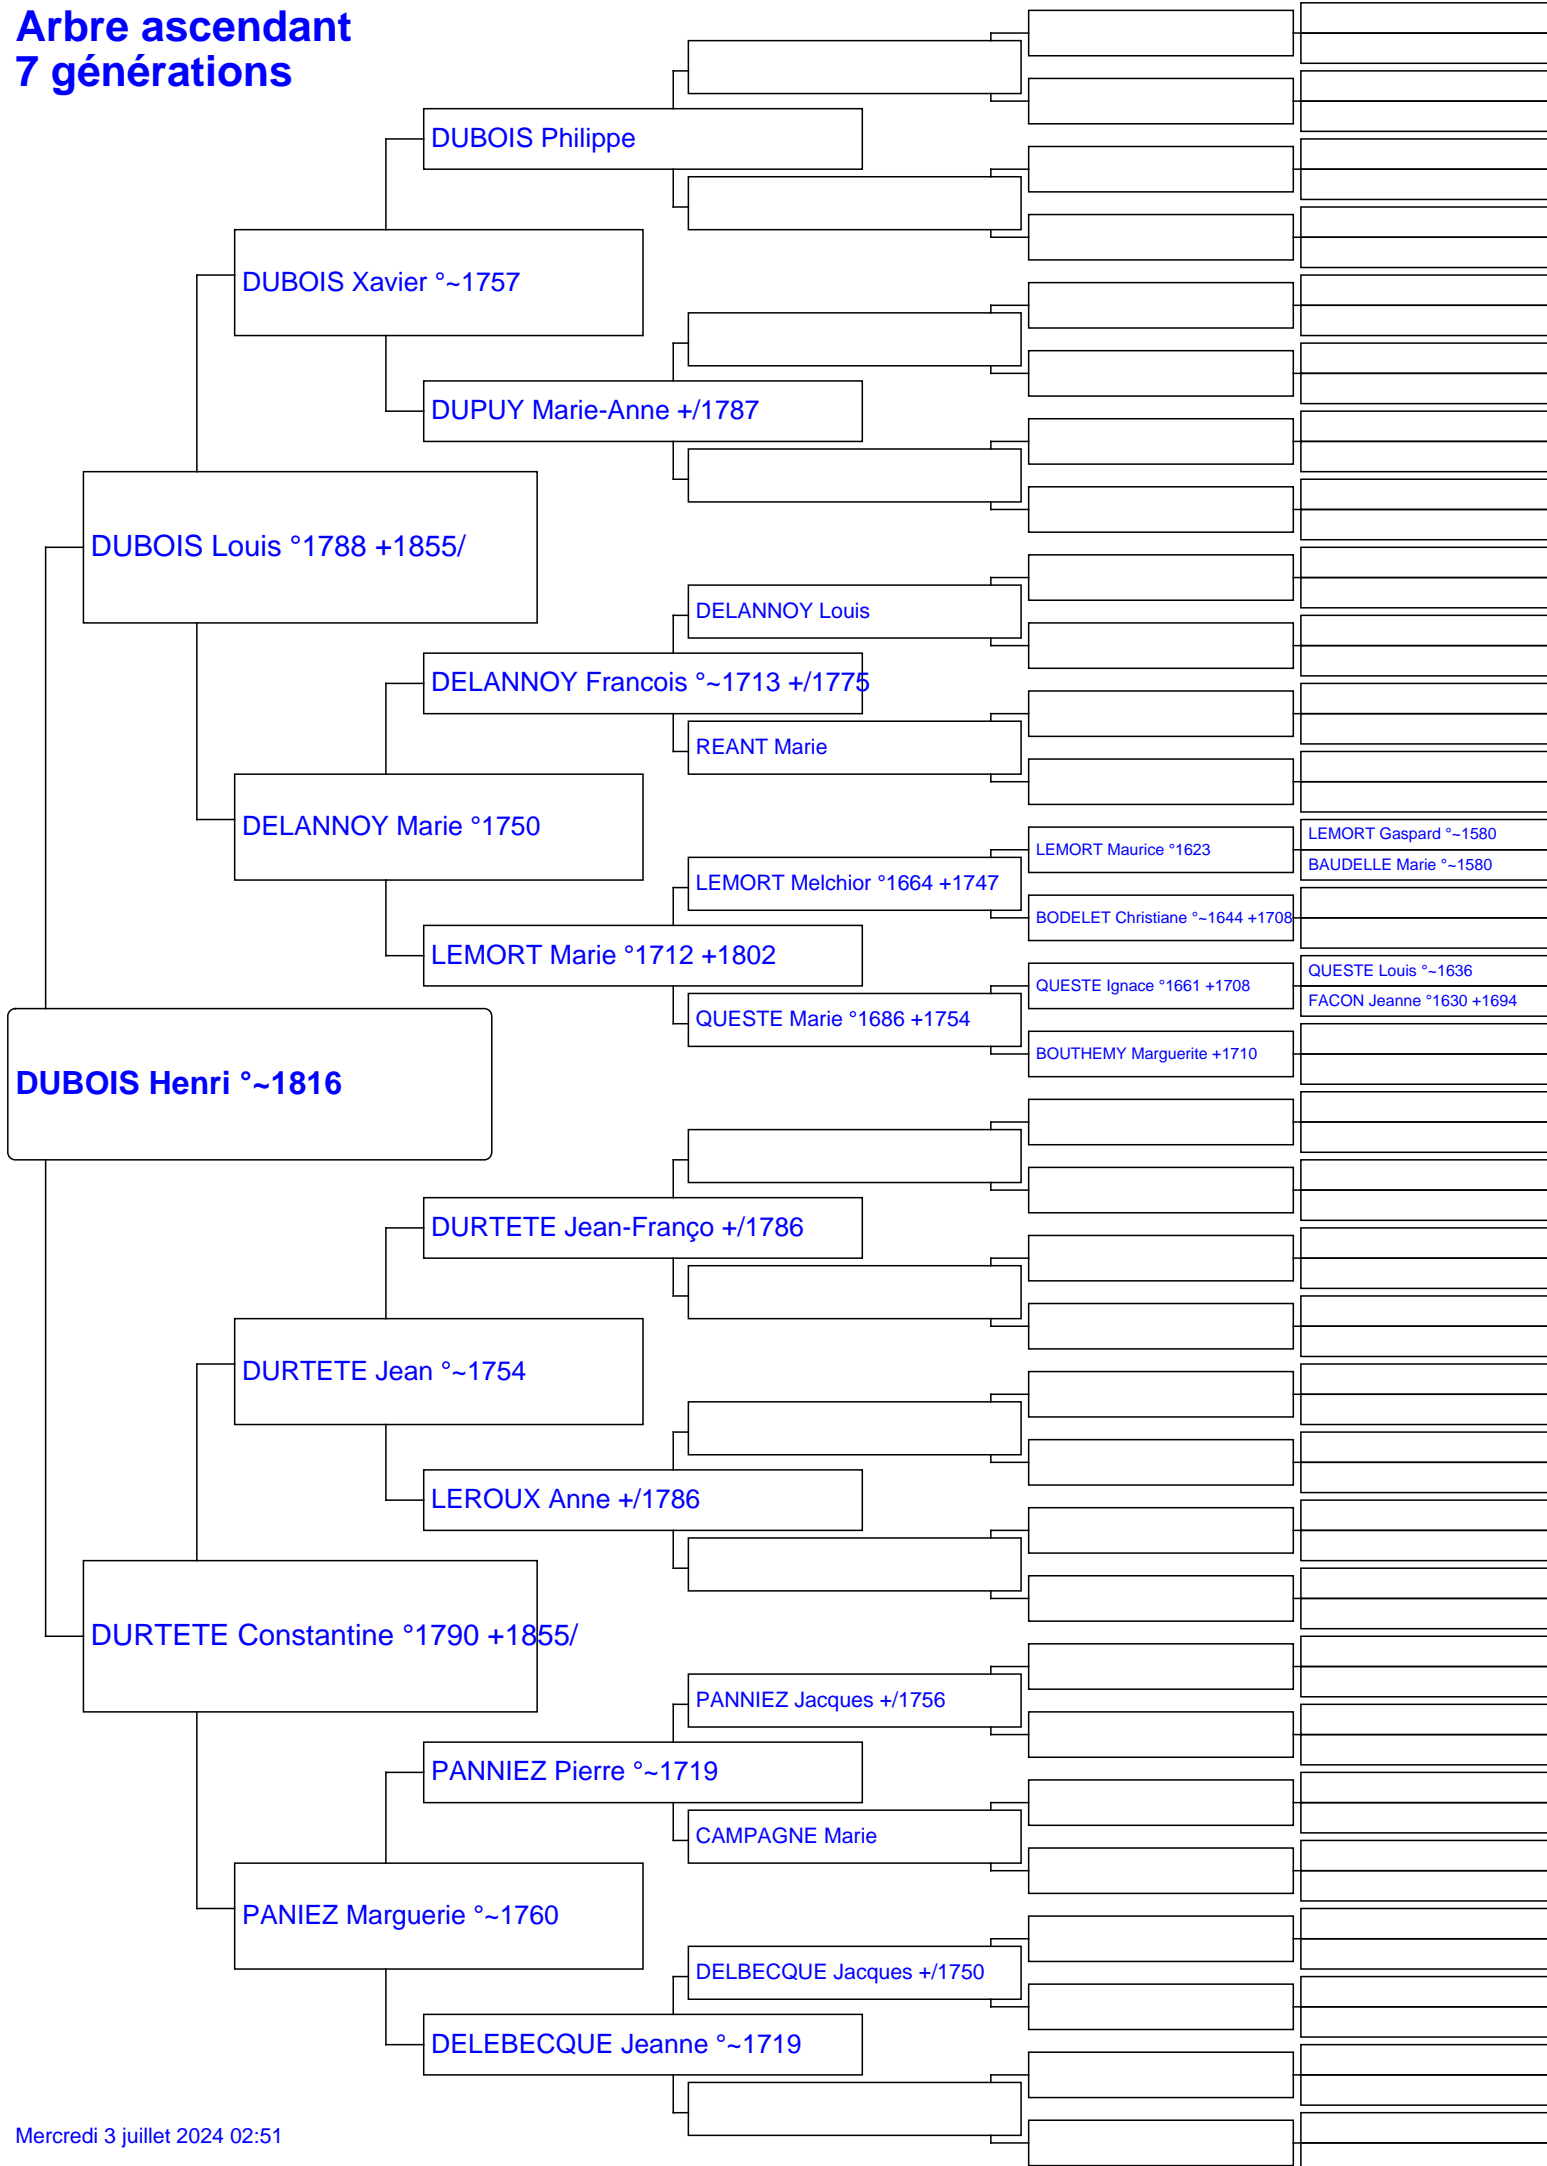 Arbre ascendant
7 générations
DUBOIS Philippe
DUBOIS Xavier °~1757
DUPUY Marie-Anne +/1787
DUBOIS Louis °1788 +1855/
DELANNOY Louis
DELANNOY Francois °~1713 +/1775
REANT Marie
DELANNOY Marie °1750
LEMORT Gaspard °~1580
LEMORT Maurice °1623
BAUDELLE Marie °~1580
LEMORT Melchior °1664 +1747
BODELET Christiane °~1644 +1708
LEMORT Marie °1712 +1802
QUESTE Louis °~1636
QUESTE Ignace °1661 +1708
FACON Jeanne °1630 +1694
QUESTE Marie °1686 +1754
BOUTHEMY Marguerite +1710
DUBOIS Henri °~1816
DURTETE Jean-Franço +/1786
DURTETE Jean °~1754
LEROUX Anne +/1786
DURTETE Constantine °1790 +1855/
PANNIEZ Jacques +/1756
PANNIEZ Pierre °~1719
CAMPAGNE Marie
PANIEZ Marguerie °~1760
DELBECQUE Jacques +/1750
DELEBECQUE Jeanne °~1719
Mercredi 3 juillet 2024 02:51